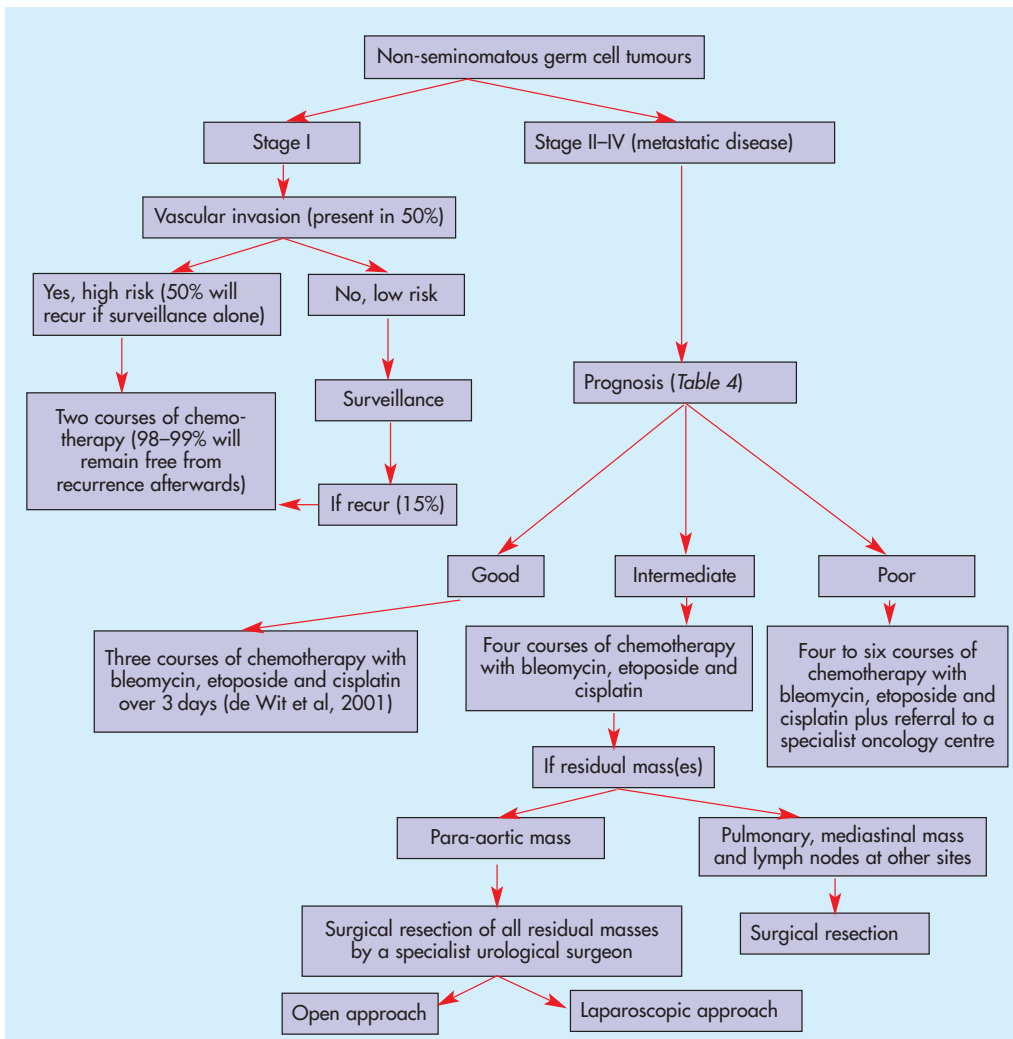 Non-seminomatous germ cell tumours
Stage I
Stage II–IV (metastatic disease)
Vascular invasion (present in 50%)
Yes, high risk (50% will
recur if surveillance alone)
No, low risk
Surveillance
Two courses of chemo-
therapy (98–99% will
remain free from
recurrence afterwards)
If recur (15%)
Prognosis (Table 4)
Good
Intermediate
Poor
Three courses of chemotherapy with
bleomycin, etoposide and cisplatin
over 3 days (de Wit et al, 2001)
Four courses of chemotherapy
with bleomycin, etoposide and
cisplatin
Four to six courses of
chemotherapy with
bleomycin, etoposide and
cisplatin plus referral to a
specialist oncology centre
If residual mass(es)
Para-aortic mass
Pulmonary, mediastinal mass
and lymph nodes at other sites
Surgical resection of all residual masses
by a specialist urological surgeon
Surgical resection
Open approach
Laparoscopic approach